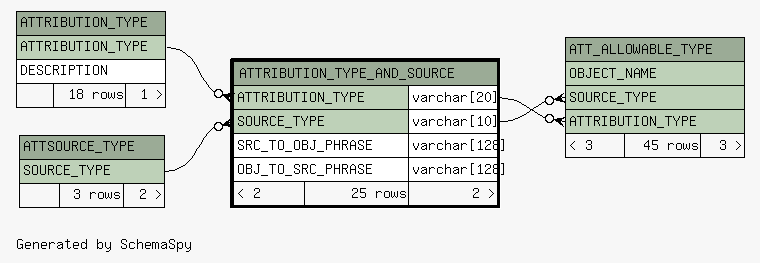 ATTRIBUTION_TYPE
ATTRIBUTION_TYPE
DESCRIPTION
18 rows 1 >
ATTSOURCE_TYPE
SOURCE_TYPE
3 rows 2 >
ATTRIBUTION_TYPE_AND_SOURCE
ATTRIBUTION_TYPE varchar[20]
SOURCE_TYPE varchar[10]
SRC_TO_OBJ_PHRASE varchar[128]
OBJ_TO_SRC_PHRASE varchar[128]
< 2 25 rows 2 >
ATT_ALLOWABLE_TYPE
OBJECT_NAME
SOURCE_TYPE
ATTRIBUTION_TYPE
< 3 45 rows 3 >
Generated by SchemaSpy